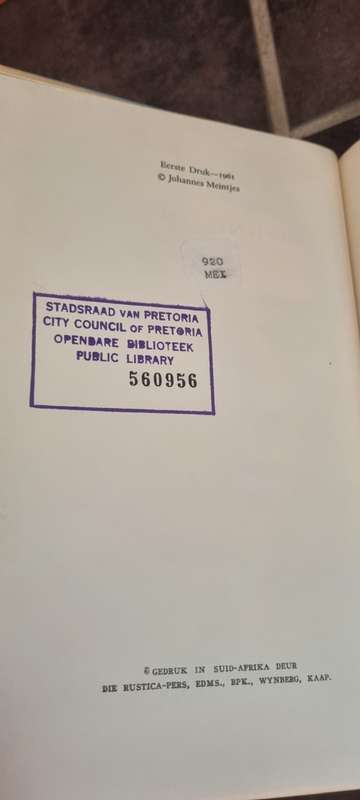 Eerste Druk—1961
© Johannes Meintjes
920
MEI
STADSRAAD VAN PRETORIA
CITY COUNCIL OF PRETORIA
OPENBARE BIBLIOTEEK
PUBLIC LIBRARY
560956
© GEDRUK IN SUID-AFRIKA DEUR
DIE RUSTICA-PERS, EDMS., BPK., WYNBERG, KAAP.